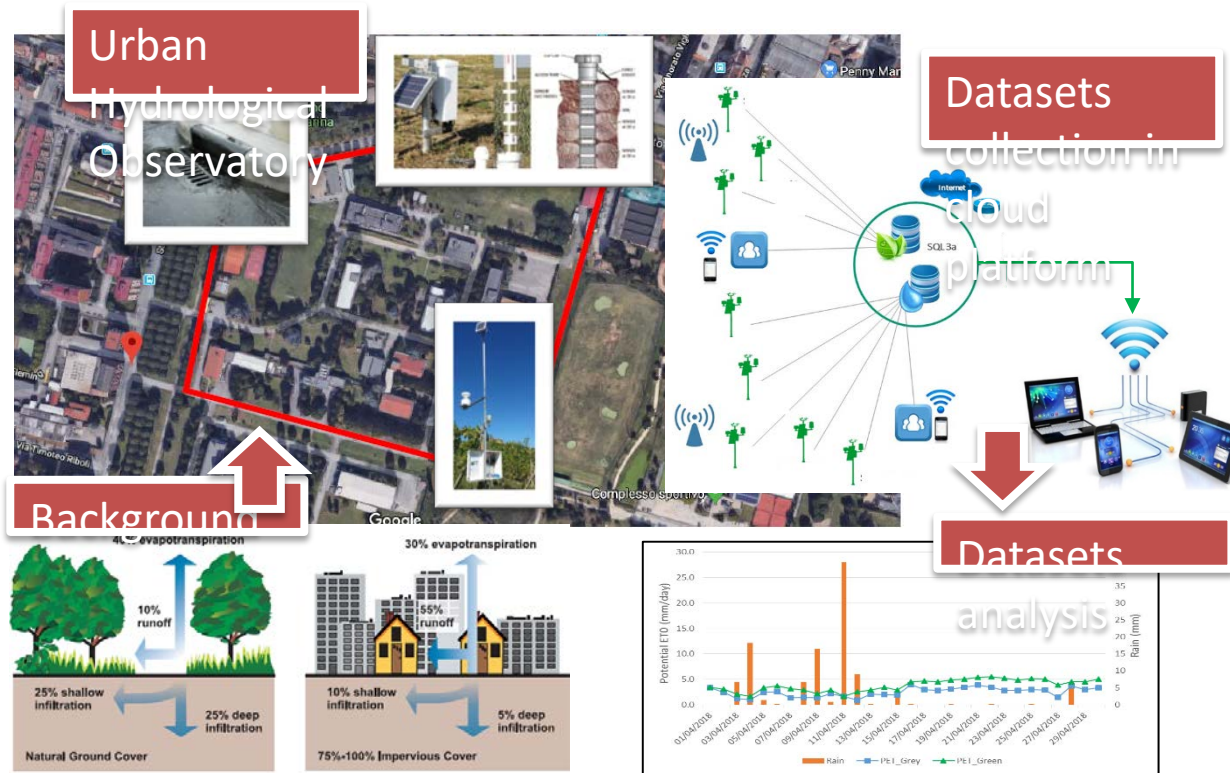 Urban
Hydrological
Observatory
Penny Mar
Datasets
collection in
cloud
platform
Internet
SQL3a
Via Timoteo Riboli
Complesso sportivo
Google
Background
40% evapotranspiration
10%
runoff
25% shallow
infiltration
25% deep
infiltration
Natural Ground Cover
30% evapotranspiration
55%
runoff
10% shallow
infiltration
5% deep
infiltration
75%-100% Impervious Cover
Datasets
analysis
Potential ET0 (mm/day)
30.0
25.0
20.0
15.0
10.0
5.0
0.0
35
30
25
20
15
10
5
0
Rain (mm)
01/04/2018
03/04/2018
05/04/2018
07/04/2018
09/04/2018
11/04/2018
13/04/2018
15/04/2018
17/04/2018
19/04/2018
21/04/2018
23/04/2018
25/04/2018
27/04/2018
29/04/2018
Rain
PET_Grey
PET_Green